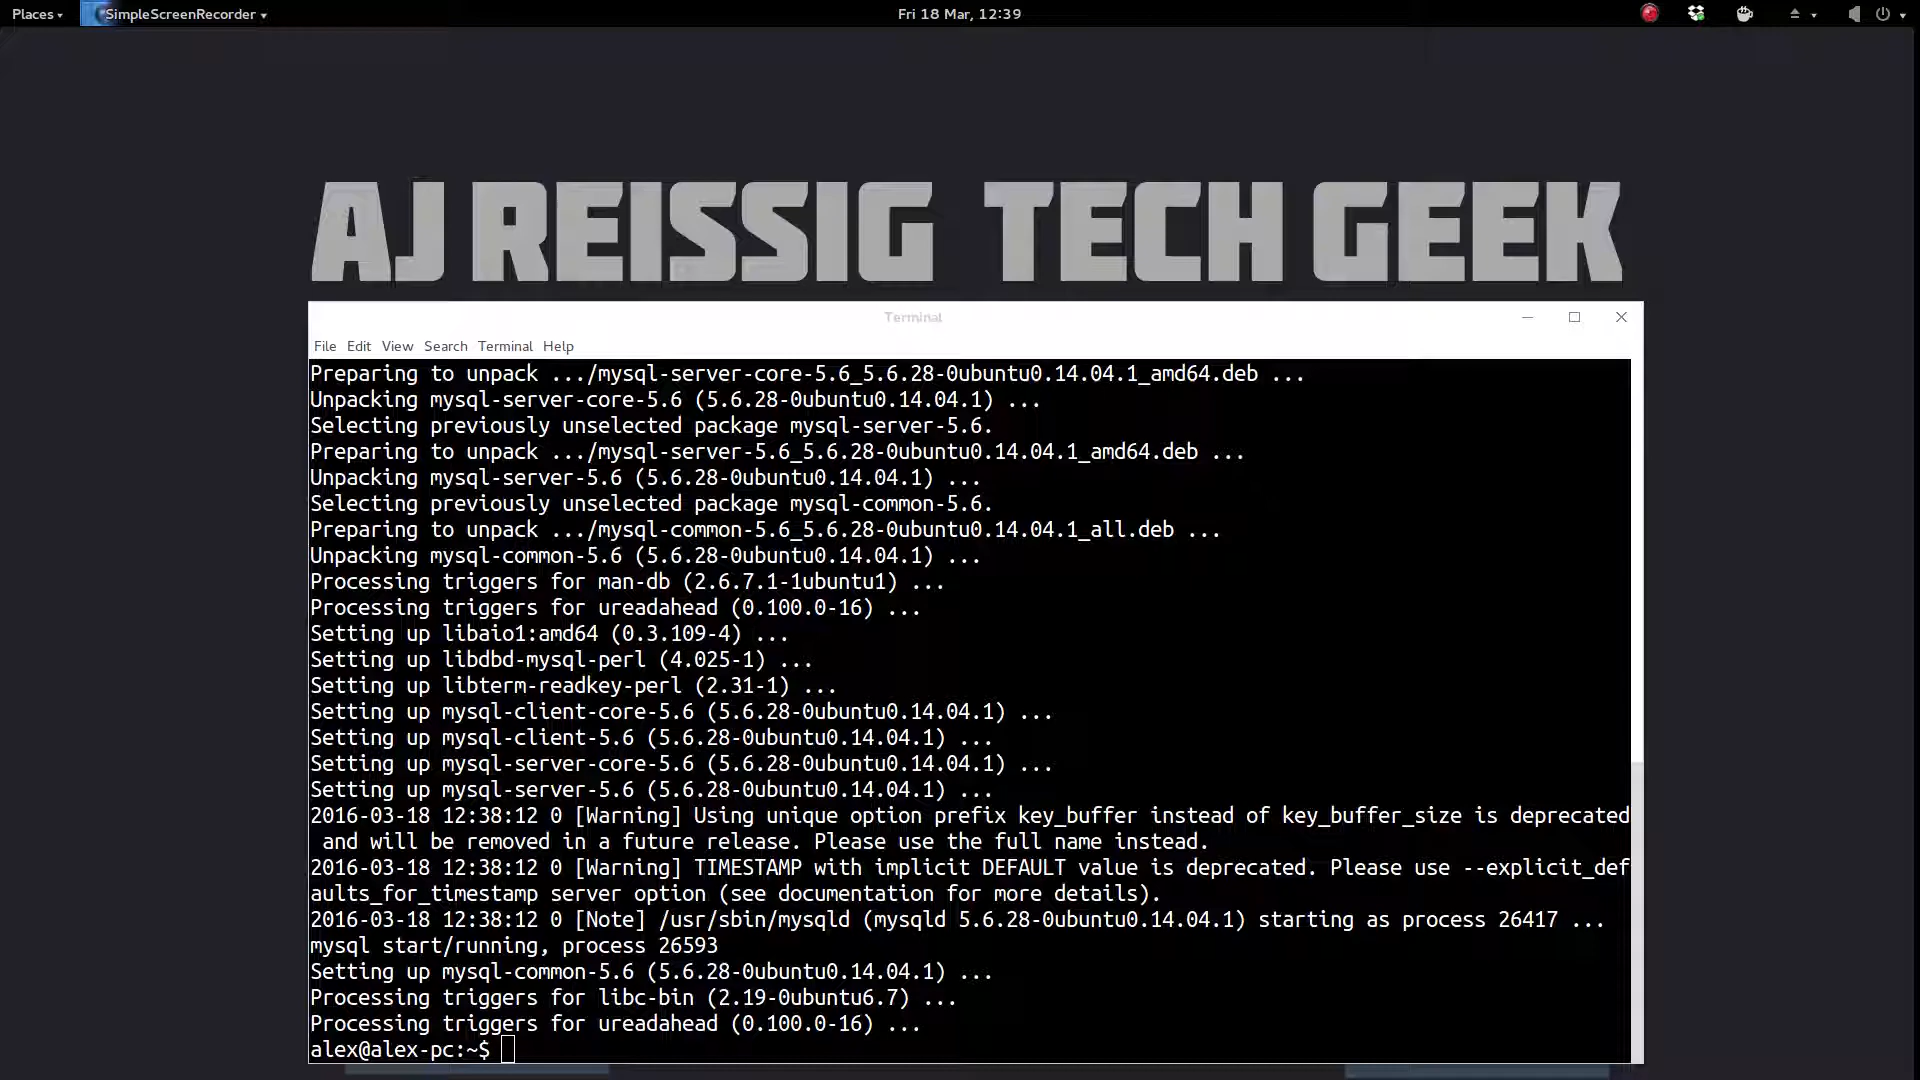 Places SimpleScreenRecorder Fri 18 Mar, 12:39
AJ REISSIG TECH GEEK
Terminal
File Edit View Search Terminal Help
Preparing to unpack .../mysql-server-core-5.6_5.6.28-0ubuntu0.14.04.1_amd64.deb ...
Unpacking mysql-server-core-5.6 (5.6.28-0ubuntu0.14.04.1) ...
Selecting previously unselected package mysql-server-5.6.
Preparing to unpack .../mysql-server-5.6_5.6.28-0ubuntu0.14.04.1_amd64.deb ...
Unpacking mysql-server-5.6 (5.6.28-0ubuntu0.14.04.1) ...
Selecting previously unselected package mysql-common-5.6.
Preparing to unpack .../mysql-common-5.6_5.6.28-0ubuntu0.14.04.1_all.deb ...
Unpacking mysql-common-5.6 (5.6.28-0ubuntu0.14.04.1) ...
Processing triggers for man-db (2.6.7.1-1ubuntu1) ...
Processing triggers for ureadahead (0.100.0-16) ...
Setting up libaio1:amd64 (0.3.109-4) ...
Setting up libdbd-mysql-perl (4.025-1) ...
Setting up libterm-readkey-perl (2.31-1) ...
Setting up mysql-client-core-5.6 (5.6.28-0ubuntu0.14.04.1) ...
Setting up mysql-client-5.6 (5.6.28-0ubuntu0.14.04.1) ...
Setting up mysql-server-core-5.6 (5.6.28-0ubuntu0.14.04.1) ...
Setting up mysql-server-5.6 (5.6.28-0ubuntu0.14.04.1) ...
2016-03-18 12:38:12 0 [Warning] Using unique option prefix key_buffer instead of key_buffer_size is deprecated
and will be removed in a future release. Please use the full name instead.
2016-03-18 12:38:12 0 [Warning] TIMESTAMP with implicit DEFAULT value is deprecated. Please use --explicit_def
aults_for_timestamp server option (see documentation for more details).
2016-03-18 12:38:12 0 [Note] /usr/sbin/mysqld (mysqld 5.6.28-0ubuntu0.14.04.1) starting as process 26417 ...
mysql start/running, process 26593
Setting up mysql-common-5.6 (5.6.28-0ubuntu0.14.04.1) ...
Processing triggers for libc-bin (2.19-0ubuntu6.7) ...
Processing triggers for ureadahead (0.100.0-16) ...
alex@alex-pc:~$